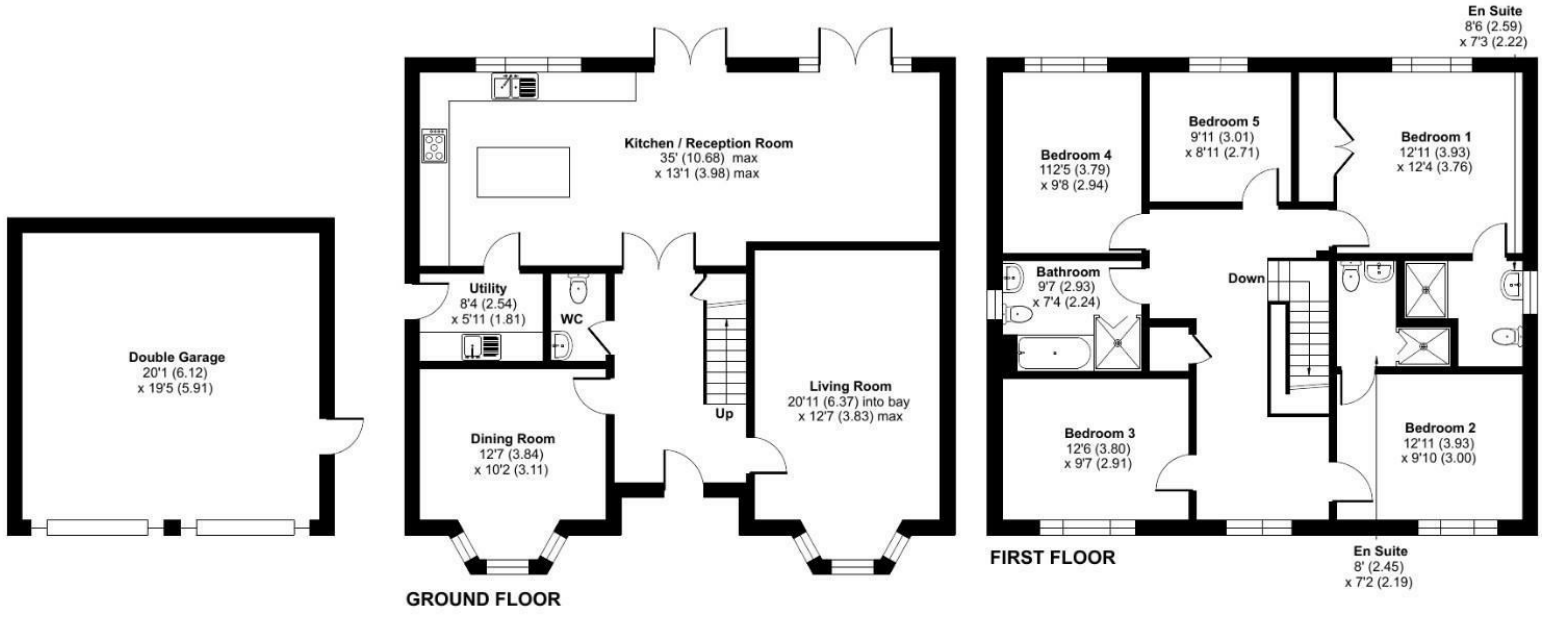 Double Garage
20'1 (6.12)
x 19'5 (5.91)
Kitchen / Reception Room
35' (10.68) max
x 13'1 (3.98) max
Utility
8'4 (2.54)
x 5'11 (1.81)
WC
Dining Room
12'7 (3.84)
x 10'2 (3.11)
Up
Living Room
20'11 (6.37) into bay
x 12'7 (3.83) max
GROUND FLOOR
En Suite
8'6 (2.59)
x 7'3 (2.22)
Bedroom 4
112'5 (3.79)
x 9'8 (2.94)
Bedroom 5
9'11 (3.01)
x 8'11 (2.71)
Bedroom 1
12'11 (3.93)
x 12'4 (3.76)
Bathroom
9'7 (2.93)
x 7'4 (2.24)
Down
Bedroom 3
12'6 (3.80)
x 9'7 (2.91)
Bedroom 2
12'11 (3.93)
x 9'10 (3.00)
En Suite
8' (2.45)
x 7'2 (2.19)
FIRST FLOOR